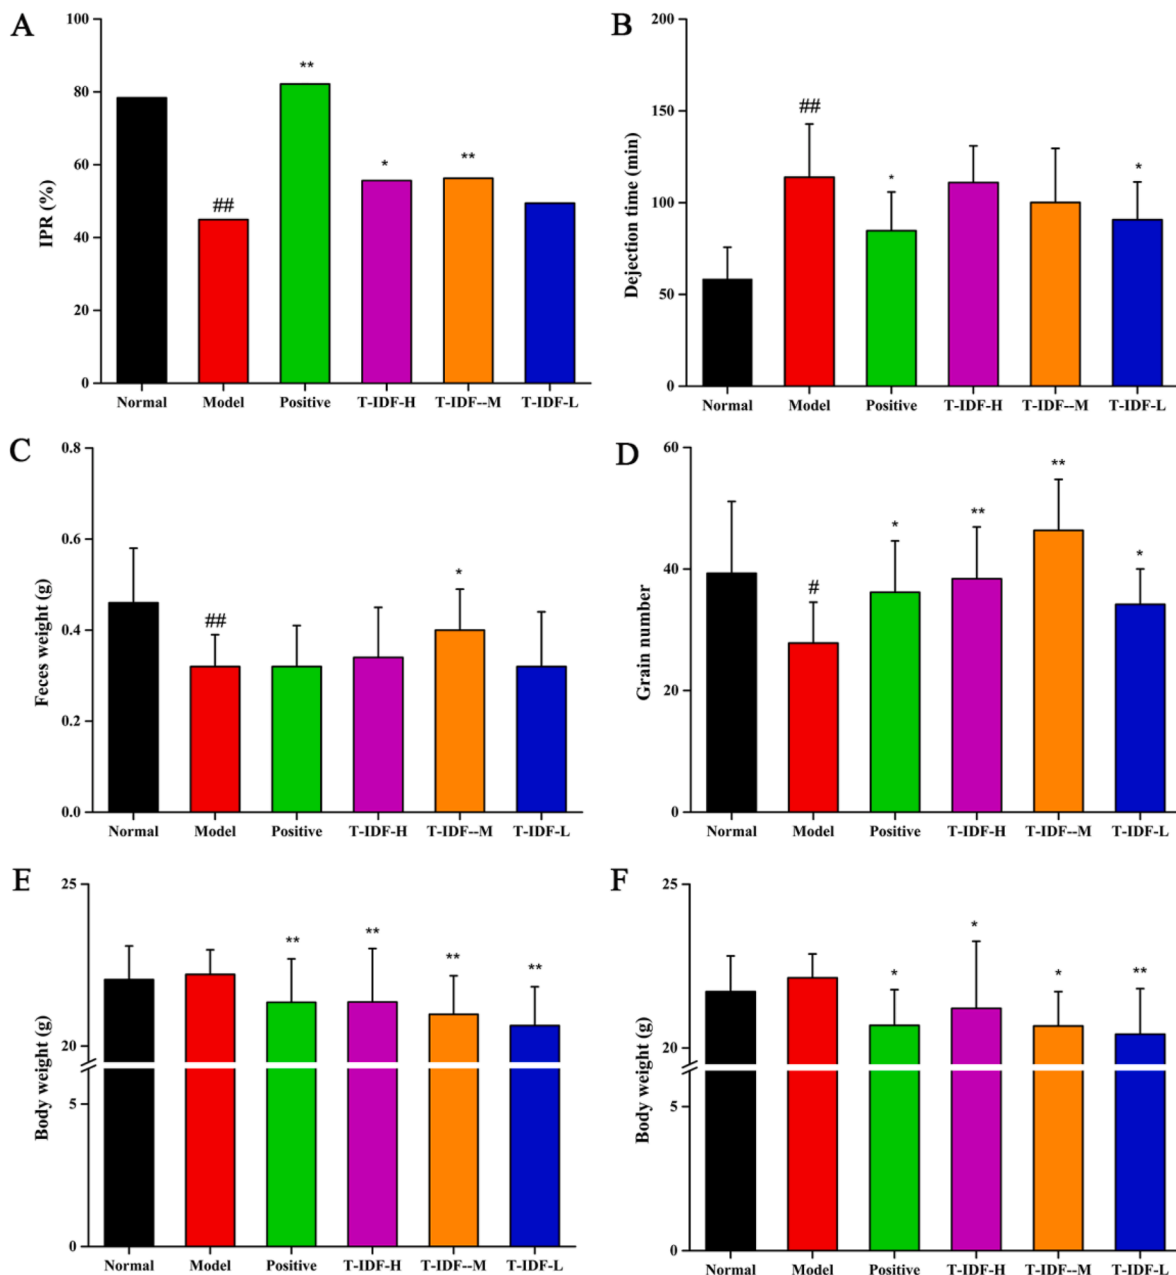 A
IPR (%)
100
80
60
40
20
0
##
**
*
**
Normal Model Positive T-IDF-H T-IDF--M T-IDF-L
B
Dejection time (min)
200
150
100
50
0
##
*
*
Normal Model Positive T-IDF-H T-IDF--M T-IDF-L
C
Feces weight (g)
0.8
0.6
0.4
0.2
0.0
##
*
Normal Model Positive T-IDF-H T-IDF--M T-IDF-L
D
Grain number
60
40
20
0
#
*
**
**
*
Normal Model Positive T-IDF-H T-IDF--M T-IDF-L
E
Body weight (g)
25
20
5
0
**
**
**
**
Normal Model Positive T-IDF-H T-IDF--M T-IDF-L
F
Body weight (g)
25
20
5
0
*
*
*
**
Normal Model Positive T-IDF-H T-IDF--M T-IDF-L